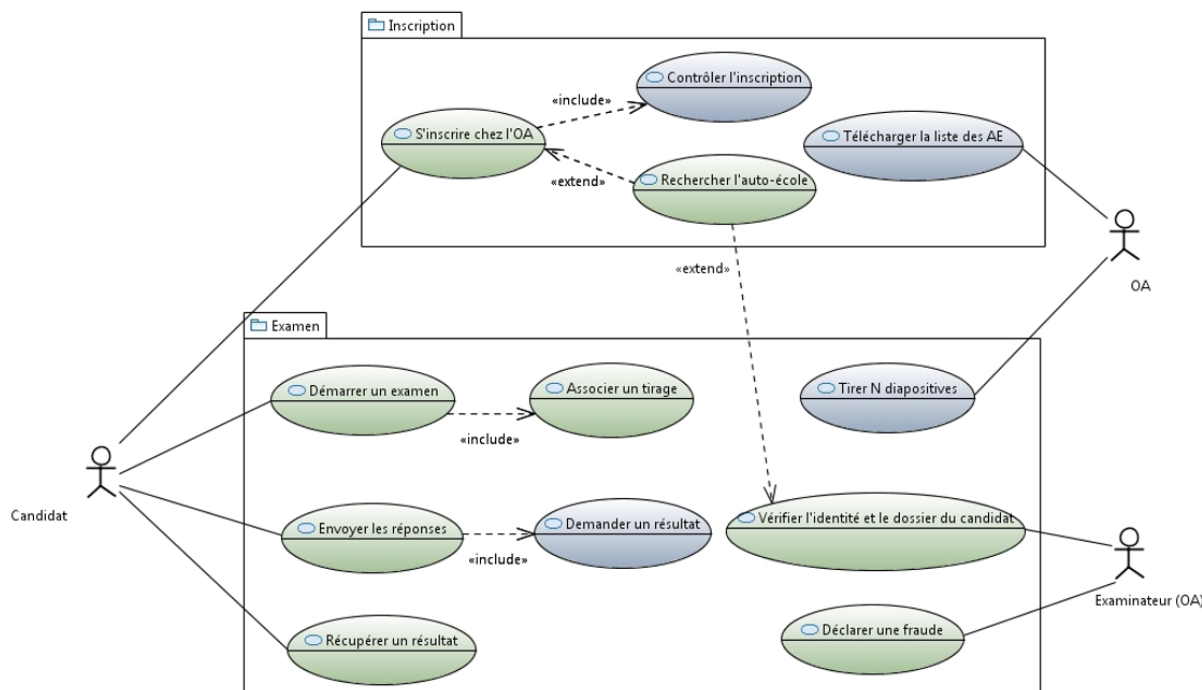 Inscription
Contrôler l'inscription
«include»
S'inscrire chez l'OA
Télécharger la liste des AE
«extend»
Rechercher l'auto-école
«extend»
OA
Examen
Démarrer un examen
Associer un tirage
Tirer N diapositives
«include»
Candidat
Envoyer les réponses
Demander un résultat
Vérifier l'identité et le dossier du candidat
«include»
Examinateur (OA)
Récupérer un résultat
Déclarer une fraude